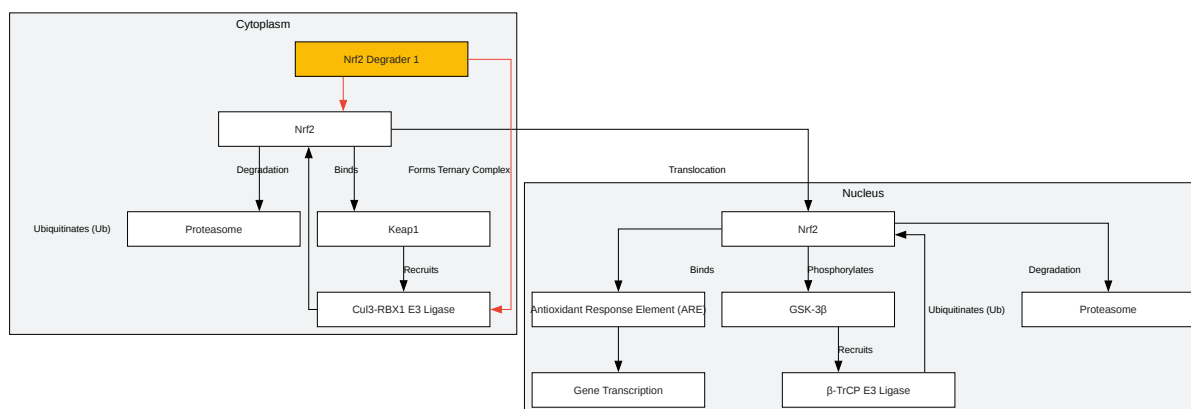 Cytoplasm
Nrf2 Degrader 1
Nrf2
Degradation
Binds
Forms Ternary Complex
Translocation
Ubiquitinates (Ub)
Proteasome
Keap1
Recruits
Cul3-RBX1 E3 Ligase
Nucleus
Nrf2
Binds
Phosphorylates
Degradation
Antioxidant Response Element (ARE)
GSK-3β
Ubiquitinates (Ub)
Proteasome
Recruits
Gene Transcription
β-TrCP E3 Ligase